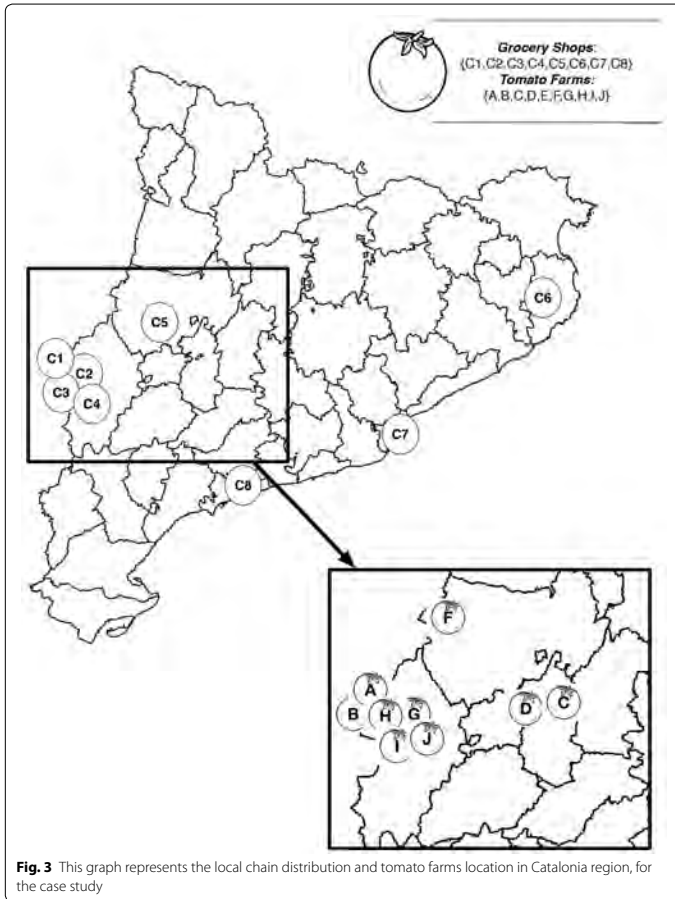 Grocery Shops:
{C1,C2,C3,C4,C5,C6,C7,C8}
Tomato Farms:
{A,B,C,D,E,F,G,H,I,J}
C6
C5
C1
C2
C3
C4
C7
C8
F
A
B
H
G
D
C
I
J
Fig. 3 This graph represents the local chain distribution and tomato farms location in Catalonia region, for
the case study